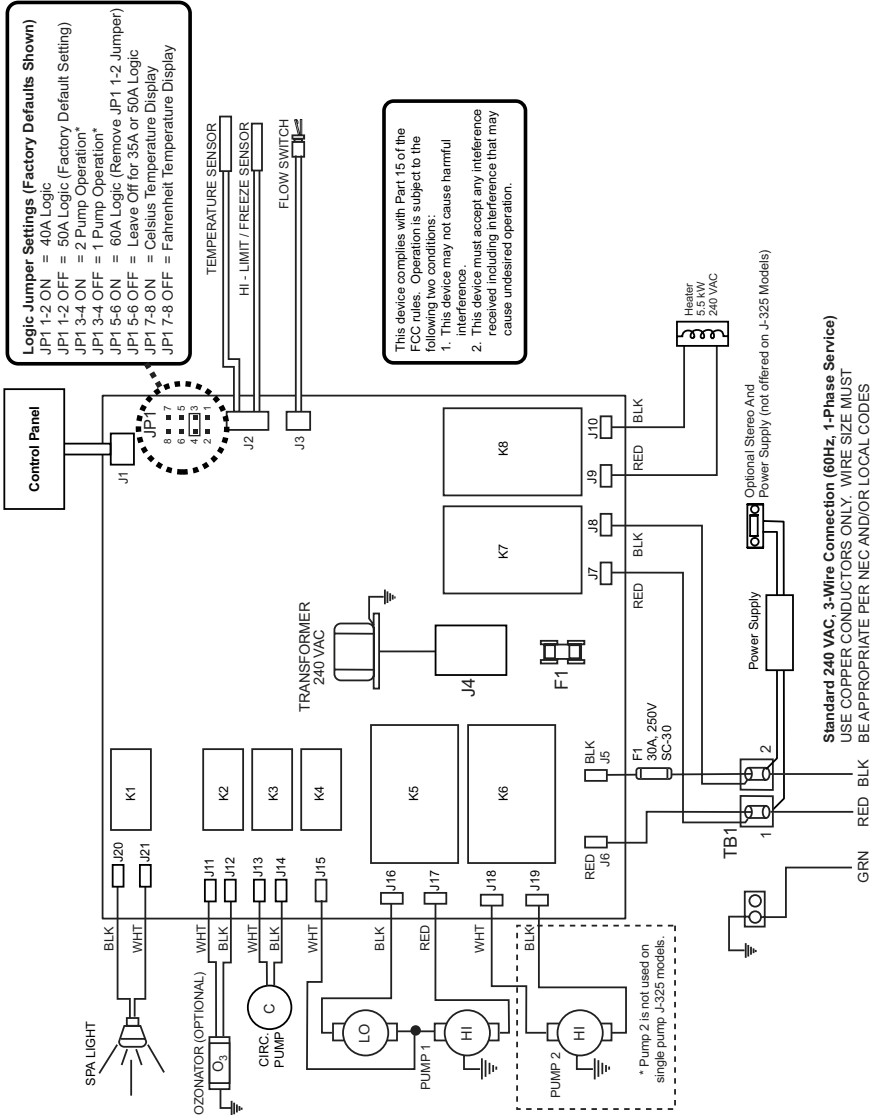 Logic Jumper Settings (Factory Defaults Shown)
JP1 1-2 ON = 40A Logic
JP1 1-2 OFF = 50A Logic (Factory Default Setting)
JP1 3-4 ON = 2 Pump Operation*
JP1 3-4 OFF = 1 Pump Operation*
JP1 5-6 ON = 60A Logic (Remove JP1 1-2 Jumper)
JP1 5-6 OFF = Leave Off for 35A or 50A Logic
JP1 7-8 ON = Celsius Temperature Display
JP1 7-8 OFF = Fahrenheit Temperature Display
Control Panel
J1
JP1
8 7
6 5
4 3
2 1
J2
J3
TEMPERATURE SENSOR
HI - LIMIT / FREEZE SENSOR
FLOW SWITCH
This device complies with Part 15 of the
FCC rules. Operation is subject to the
following two conditions:
1. This device may not cause harmful
interference.
2. This device must accept any interference
received including interference that may
cause undesired operation.
SPA LIGHT
BLK
WHT
J20
J21
K1
OZONATOR (OPTIONAL)
O3
WHT
BLK
J11
J12
K2
CIRC.
PUMP
C
WHT
BLK
J13
J14
K3
WHT
J15
K4
TRANSFORMER
240 VAC
J4
F1
PUMP 1
LO
HI
BLK
RED
J16
J17
K5
PUMP 2
HI
WHT
BLK
J18
J19
K6
* Pump 2 is not used on
single pump J-325 models.
K7
K8
J7
J8
J9
J10
RED
BLK
RED
BLK
Heater
5.5 kW
240 VAC
RED
J6
BLK
J5
F1
30A, 250V
SC-30
TB1
1
2
Power Supply
Optional Stereo And
Power Supply (not offered on J-325 Models)
GRN
RED
BLK
Standard 240 VAC, 3-Wire Connection (60Hz, 1-Phase Service)
USE COPPER CONDUCTORS ONLY. WIRE SIZE MUST
BE APPROPRIATE PER NEC AND/OR LOCAL CODES